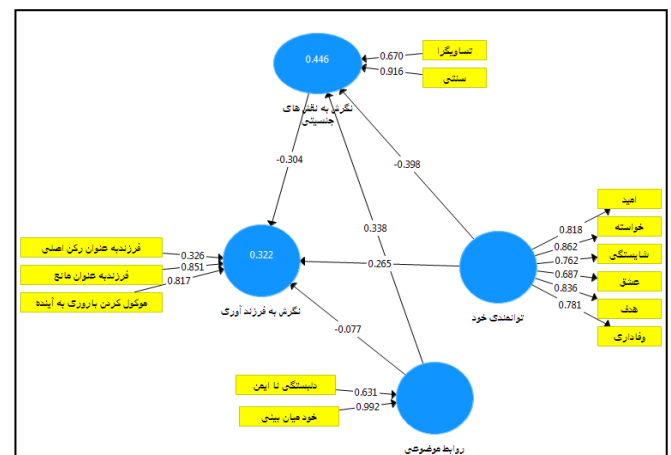 تساویگرا
0.670
0.446
0.916
سنتی
نگرش به نقش های
جنسیتی
-0.304
-0.398
0.338
امید
0.818
خواسته
0.862
شایستگی
0.762
عشق
0.687
هدف
0.836
وفاداری
0.781
توانمندی خود
فرزندبه عنوان رکن اصلی
0.326
فرزندبه عنوان مانع
0.851
موکول کردن باروری به آینده
0.817
0.322
نگرش به فرزند آوری
0.265
-0.077
دلبستگی نا ایمن
0.631
خود میان بینی
0.992
روابط موضوعی